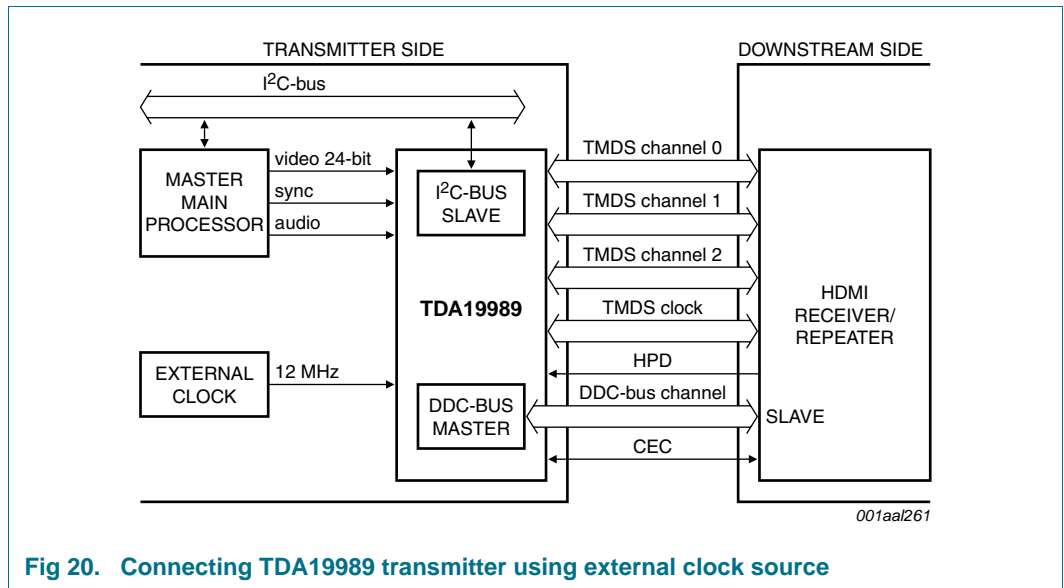 TRANSMITTER SIDE
DOWNSTREAM SIDE
I²C-bus
MASTER
MAIN
PROCESSOR
video 24-bit
sync
audio
I²C-BUS
SLAVE
TDA19989
EXTERNAL
CLOCK
12 MHz
DDC-BUS
MASTER
TMDS channel 0
TMDS channel 1
TMDS channel 2
TMDS clock
HPD
DDC-bus channel
CEC
HDMI
RECEIVER/
REPEATER
SLAVE
001aal261
Fig 20. Connecting TDA19989 transmitter using external clock source